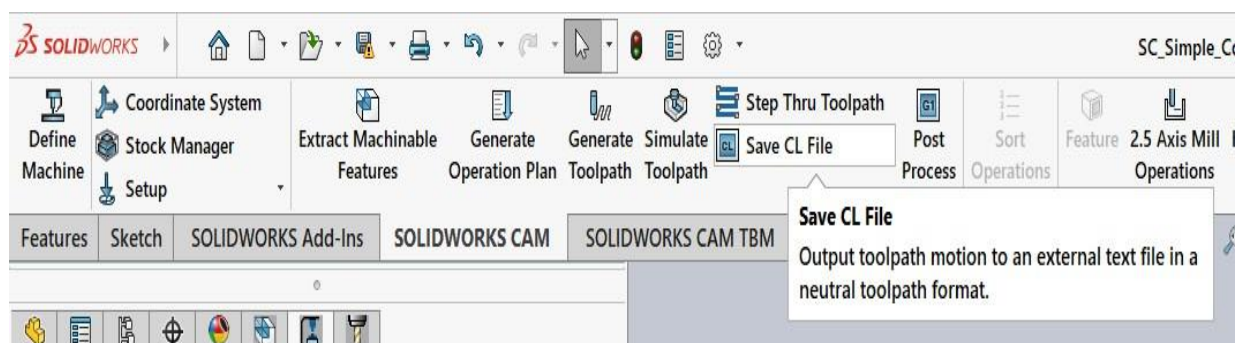 SOLIDWORKS
SC_Simple_Co
Define Machine
Coordinate System
Stock Manager
Setup
Extract Machinable Features
Generate Operation Plan
Generate Toolpath
Simulate Toolpath
Step Thru Toolpath
CL Save CL File
G1
Post Process
Sort Operations
Feature
2.5 Axis Mill Operations
Features
Sketch
SOLIDWORKS Add-Ins
SOLIDWORKS CAM
SOLIDWORKS CAM TBM
Save CL File
Output toolpath motion to an external text file in a
neutral toolpath format.